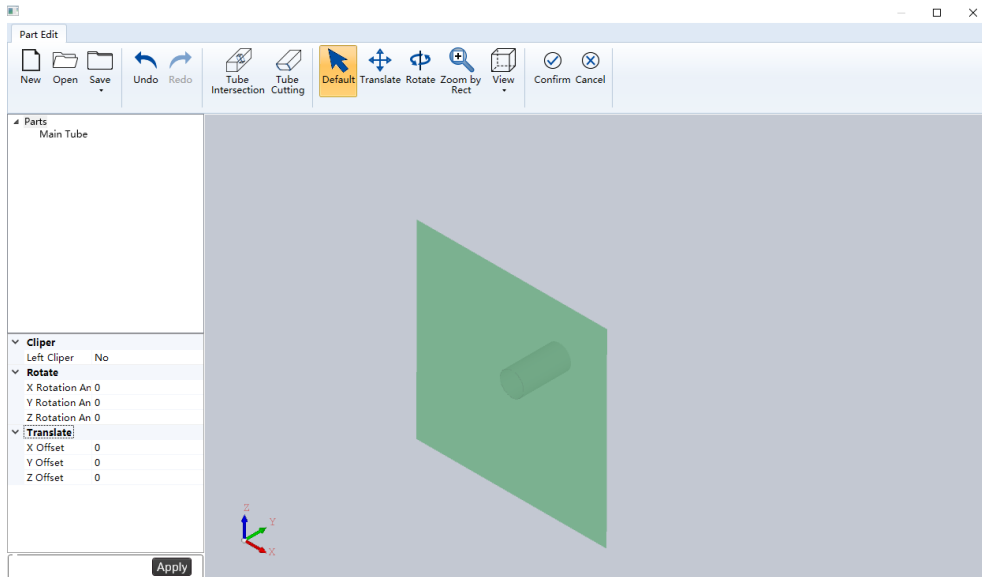 Part Edit
New Open Save Undo Redo Tube Intersection Tube Cutting Default Translate Rotate Zoom by Rect View Confirm Cancel
Parts
Main Tube
Cliper
Left Cliper No
Rotate
X Rotation An 0
Y Rotation An 0
Z Rotation An 0
Translate
X Offset 0
Y Offset 0
Z Offset 0
Z
Y
X
Apply